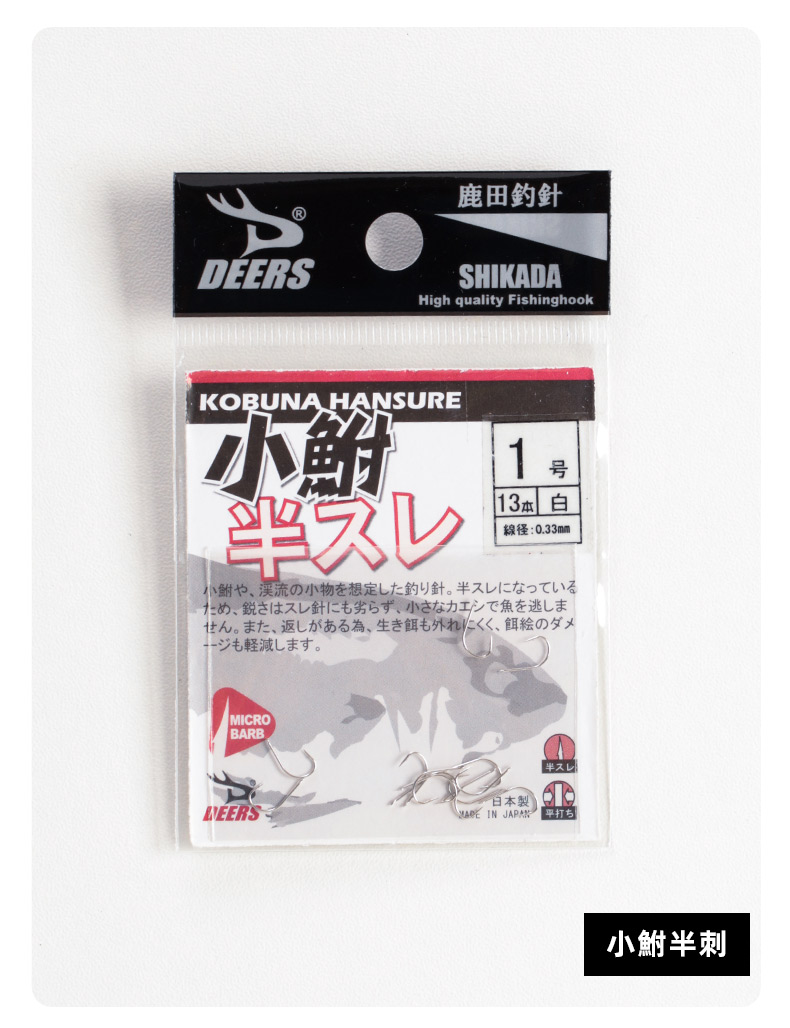 鹿田釣針
®
DEERS
SHIKADA
High quality Fishinghook
KOBUNA HANSURE
小鮒
半スレ
1号
13本 白
線径:0.33mm
小鮒や、渓流の小物を想定した釣り針。半スレになっている
ため、鋭さはスレ針にも劣らず、小さなカエシで魚を逃しま
せん。また、返しがある為、生き餌も外れにくく、餌絵のダメ
ージも軽減します。
MICRO
BARB
半スレ
DEERS
日本製
MADE IN JAPAN
平打ち
小鮒半刺